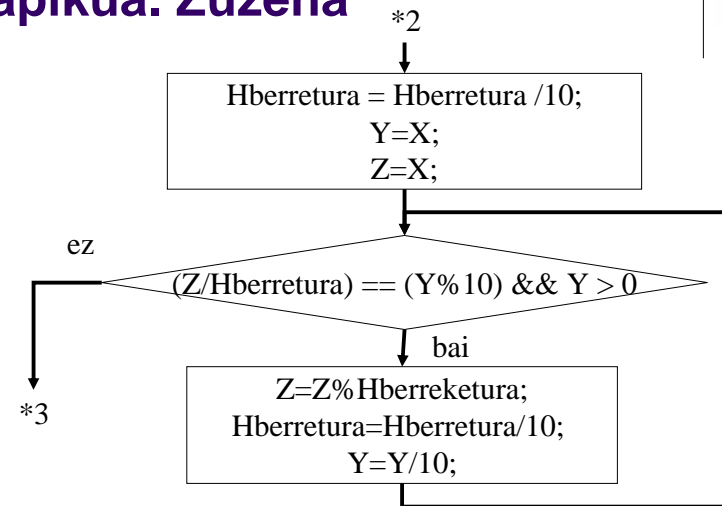 apikua. Zuzena
*2
Hberretura = Hberretura /10;
Y=X;
Z=X;
ez
(Z/Hberretura) == (Y%10) && Y > 0
bai
Z=Z%Hberreketura;
*3
Hberretura=Hberretura/10;
Y=Y/10;